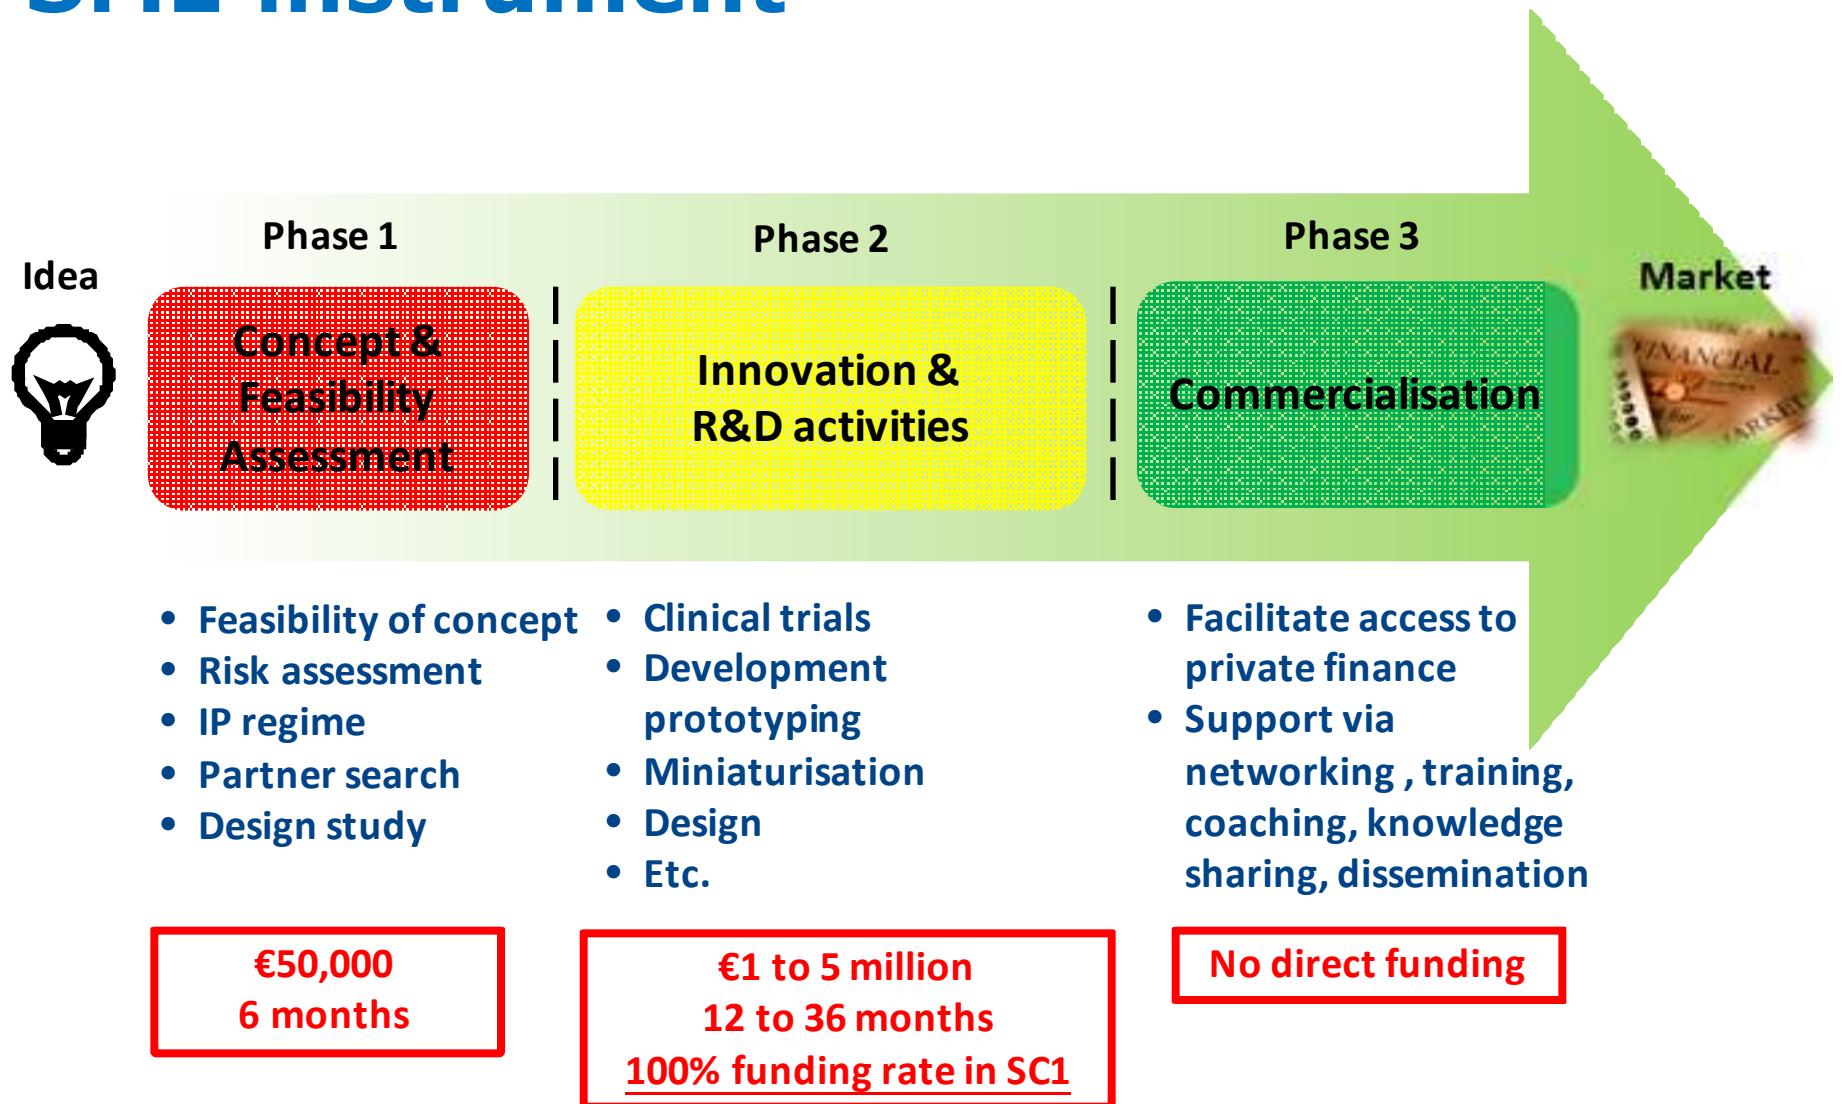 SME instrument
Phase 1
Phase 2
Phase 3
Idea
Market
Concept &
Feasibility
Assessment
Innovation &
R&D activities
Commercialisation
FINANCIAL
• Feasibility of concept
• Risk assessment
• IP regime
• Partner search
• Design study
• Clinical trials
• Development
prototyping
• Miniaturisation
• Design
• Etc.
• Facilitate access to
private finance
• Support via
networking , training,
coaching, knowledge
sharing, dissemination
€50,000
6 months
€1 to 5 million
12 to 36 months
100% funding rate in SC1
No direct funding